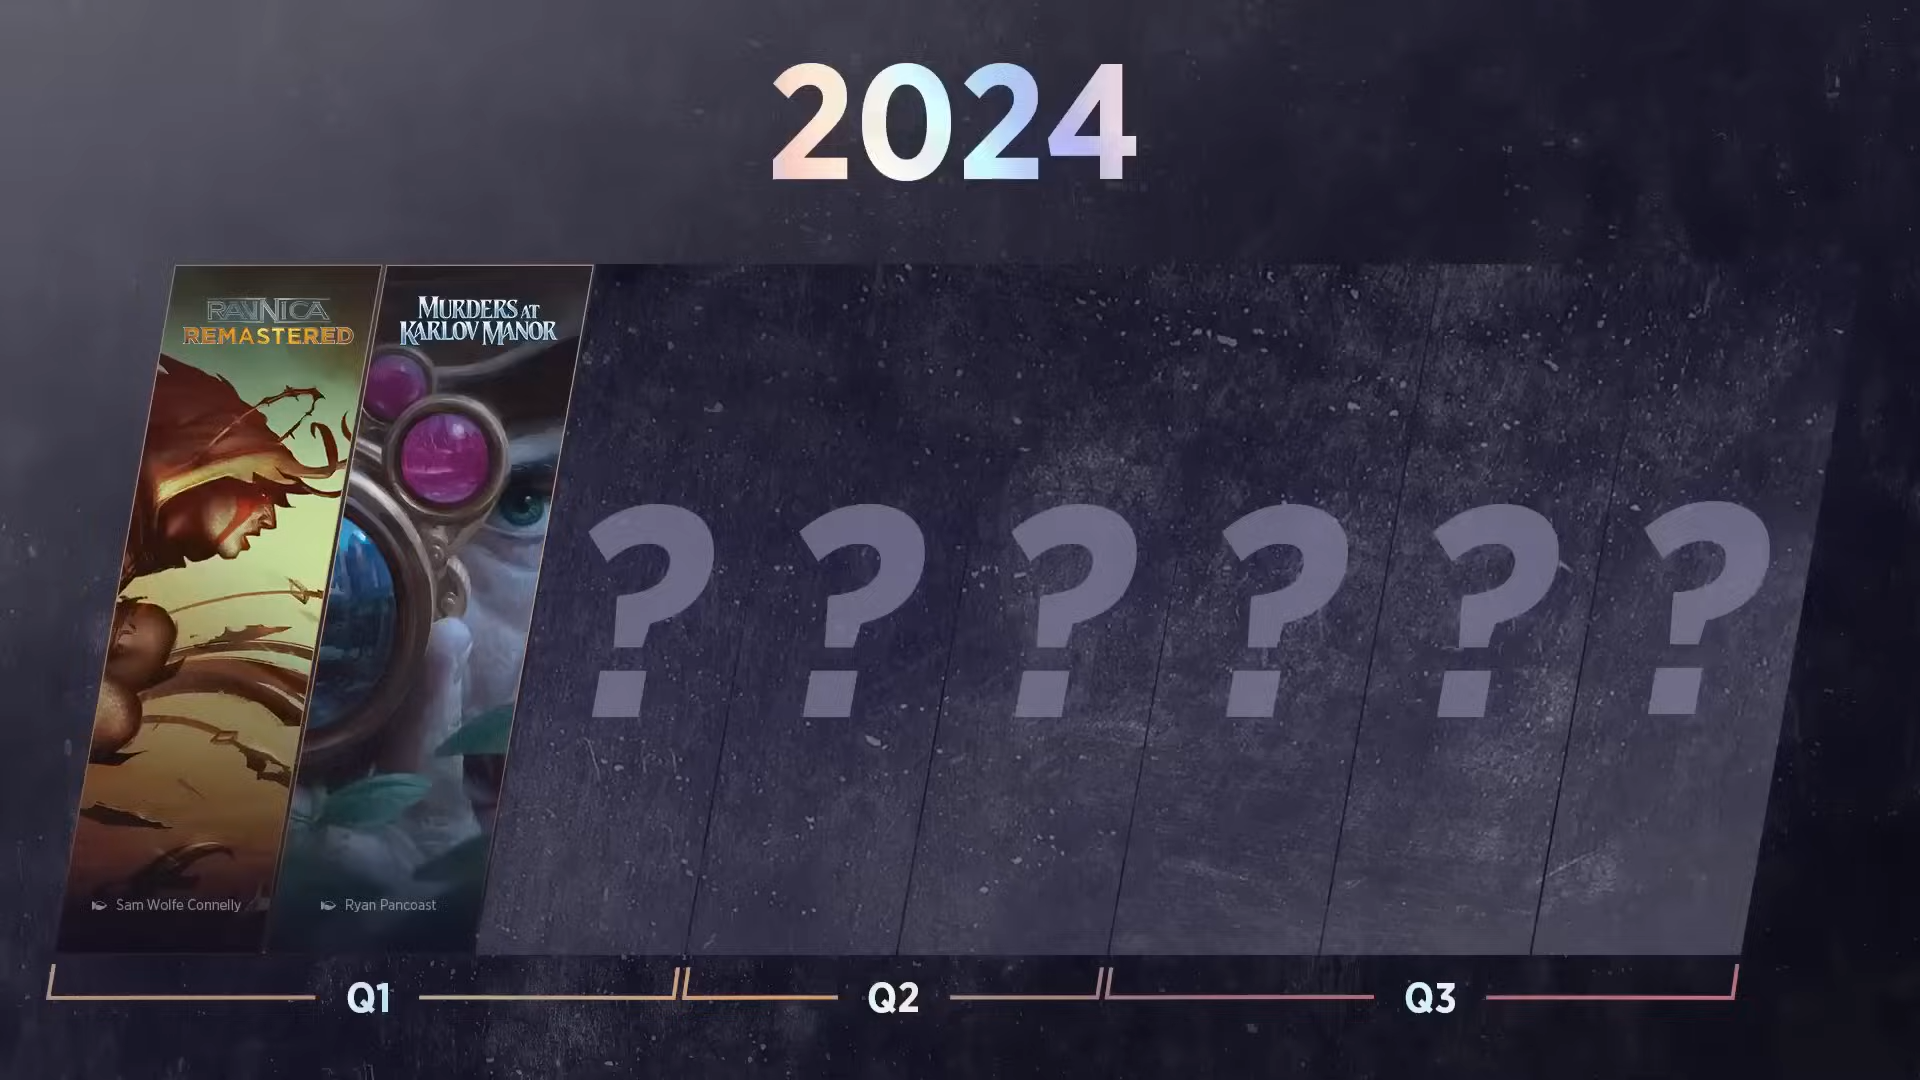 2024
RAVNICA
REMASTERED
MURDERS AT
KARLOV MANOR
? ? ? ? ? ?
Sam Wolfe Connelly
Ryan Pancoast
Q1 Q2 Q3